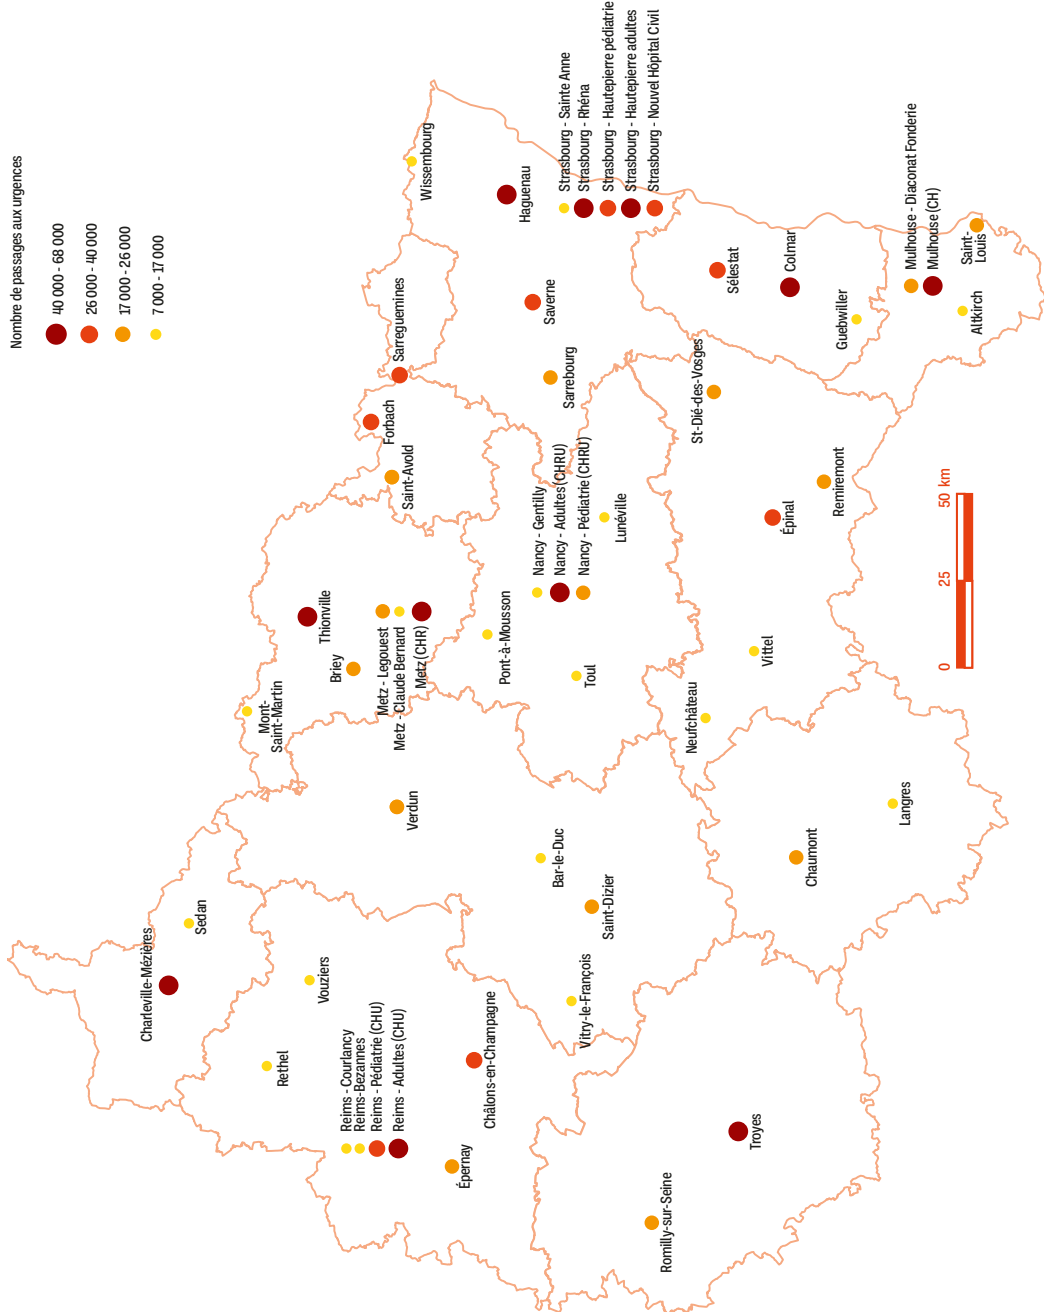 Nombre de passages aux urgences
40 000 - 68 000
26 000 - 40 000
17 000 - 26 000
7 000 - 17 000
Charleville-Mézières
Sedan
Rethel
Vouziers
Reims - Courlancy
Reims-Bezannes
Reims - Pédiatrie (CHU)
Reims - Adultes (CHU)
Épernay
Châlons-en-Champagne
Vitry-le-François
Saint-Dizier
Bar-le-Duc
Verdun
Romilly-sur-Seine
Troyes
Chaumont
Langres
Mont-
Saint-Martin
Briey
Thionville
Metz - Legouest
Metz - Claude Bernard
Metz (CHR)
Pont-à-Mousson
Toul
Nancy - Gentilly
Nancy - Adultes (CHRU)
Nancy - Pédiatrie (CHRU)
Lunéville
Neufchâteau
Vittel
Épinal
Remiremont
St-Dié-des-Vosges
Saint-Avold
Forbach
Sarreguemines
Sarrebourg
Saverne
Haguenau
Wissembourg
Strasbourg - Sainte Anne
Strasbourg - Rhéna
Strasbourg - Hautepierre pédiatrie
Strasbourg - Hautepierre adultes
Strasbourg - Nouvel Hôpital Civil
Sélestat
Colmar
Guebwiller
Mulhouse - Diaconat Fonderie
Mulhouse (CH)
Altkirch
Saint-
Louis
0 25 50 km